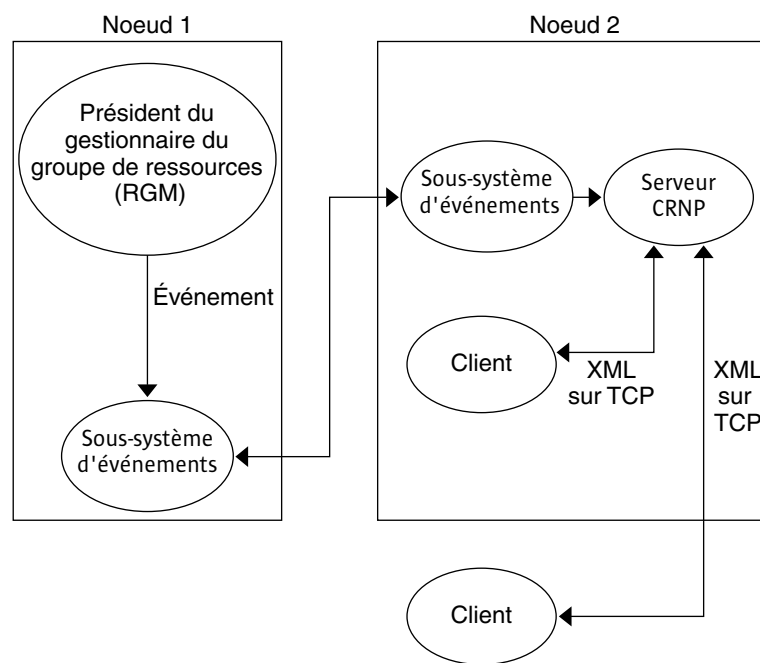 Noeud 1
Président du
gestionnaire du
groupe de ressources
(RGM)
Événement
Sous-système
d'événements
Noeud 2
Sous-système
d'événements
Serveur
CRNP
Client
XML
sur TCP
XML
sur
TCP
Client